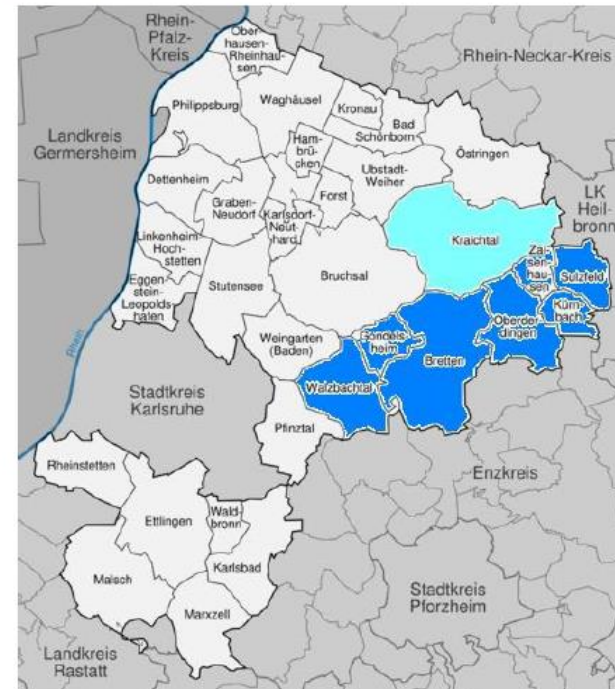 Rhein-
Pfalz-
Kreis
Ober-
hausen-
Rheinhau-
sen
Rhein-Neckar-Kreis
Philippsburg
Waghäusel
Kronau
Bad
Schönborn
Landkreis
Germersheim
Ham-
brü-
cken
Östringen
Ubstadt-
Weiher
Dettenheim
Graben-
Neudorf
Forst
Karlsdorf-
Neut-
hard
LK
Heil-
bronn
Kraichtal
Linkenheim-
Hoch-
stetten
Zai-
sen-
hau-
sen
Sulzfeld
Bruchsal
Eggen-
stein-
Leopolds-
hafen
Stutensee
Kürn-
bach
Oberder-
dingen
Weingarten
(Baden)
Gondels-
heim
Bretten
Walzbachtal
Rhein
Stadtkreis
Karlsruhe
Pfinztal
Rheinstetten
Enzkreis
Ettlingen
Wald-
bronn
Karlsbad
Malsch
Stadtkreis
Pforzheim
Marxzell
Landkreis
Rastatt